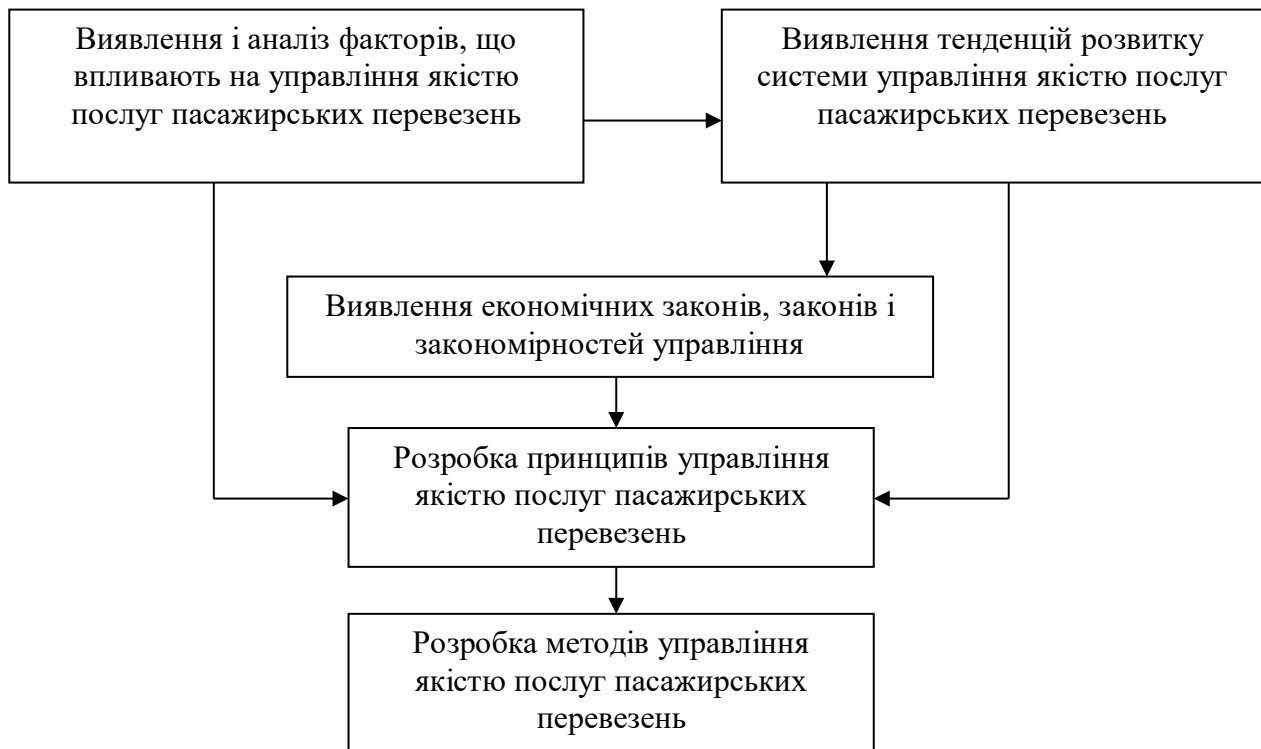 Виявлення і аналіз факторів, що
впливають на управління якістю
послуг пасажирських перевезень
Виявлення тенденцій розвитку
системи управління якістю послуг
пасажирських перевезень
Виявлення економічних законів, законів і
закономірностей управління
Розробка принципів управління
якістю послуг пасажирських
перевезень
Розробка методів управління
якістю послуг пасажирських
перевезень